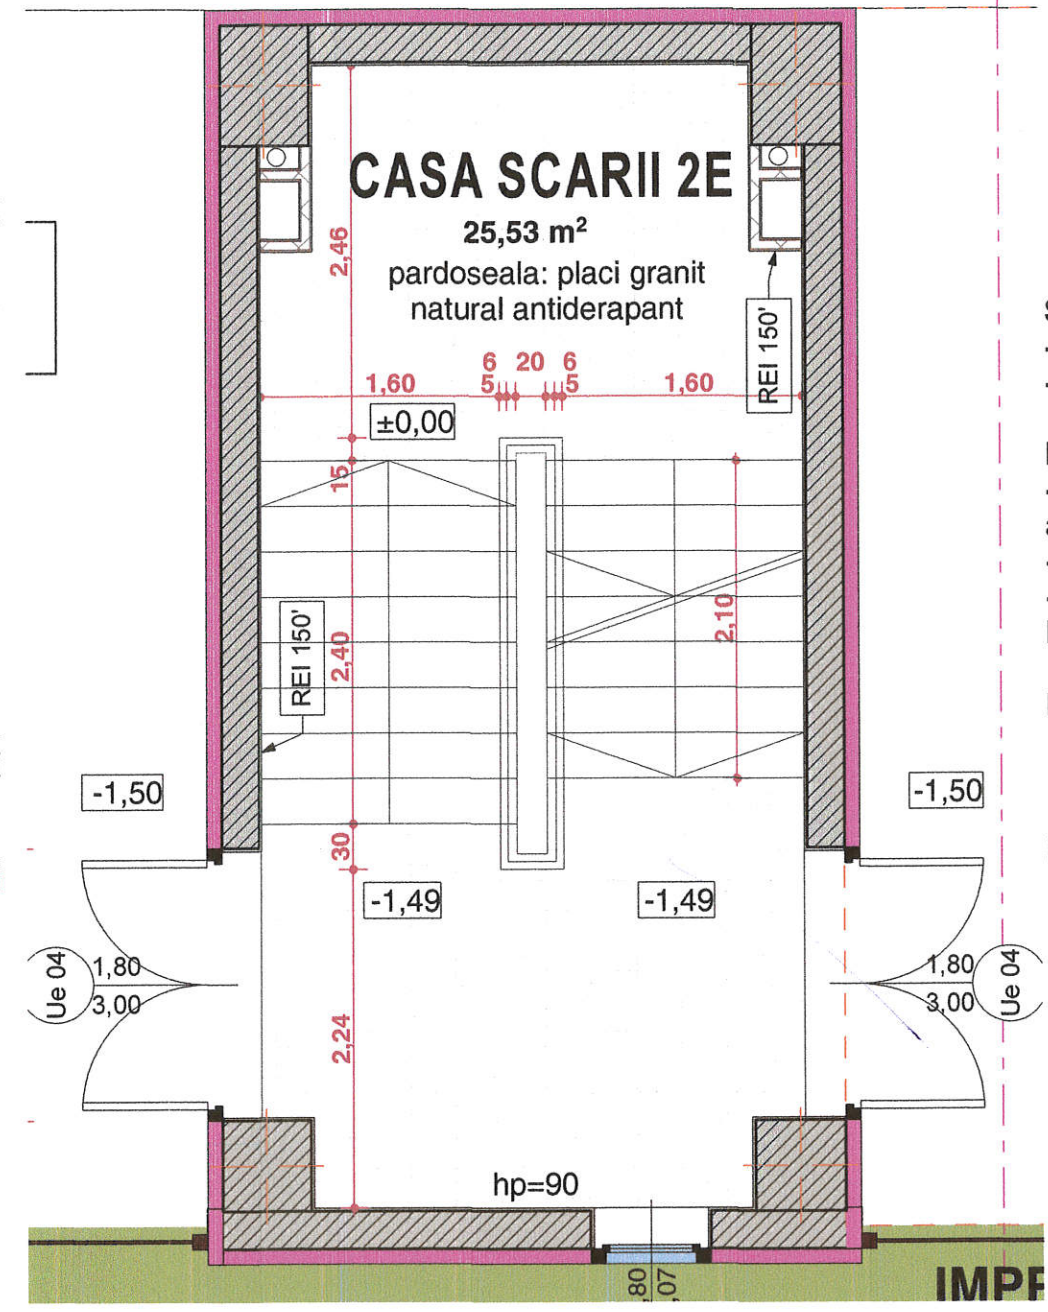 CASA SCARII 2E
25,53 m²
pardoseala: placi granit
natural antiderapant
2,46
REI 150'
6 20 6
1,60 5 5 1,60
±0,00
15
2,40
2,10
REI 150'
-1,50
-1,50
30
-1,49
-1,49
Ue 04
1,80
3,00
1,80
3,00
Ue 04
2,24
hp=90
80
07